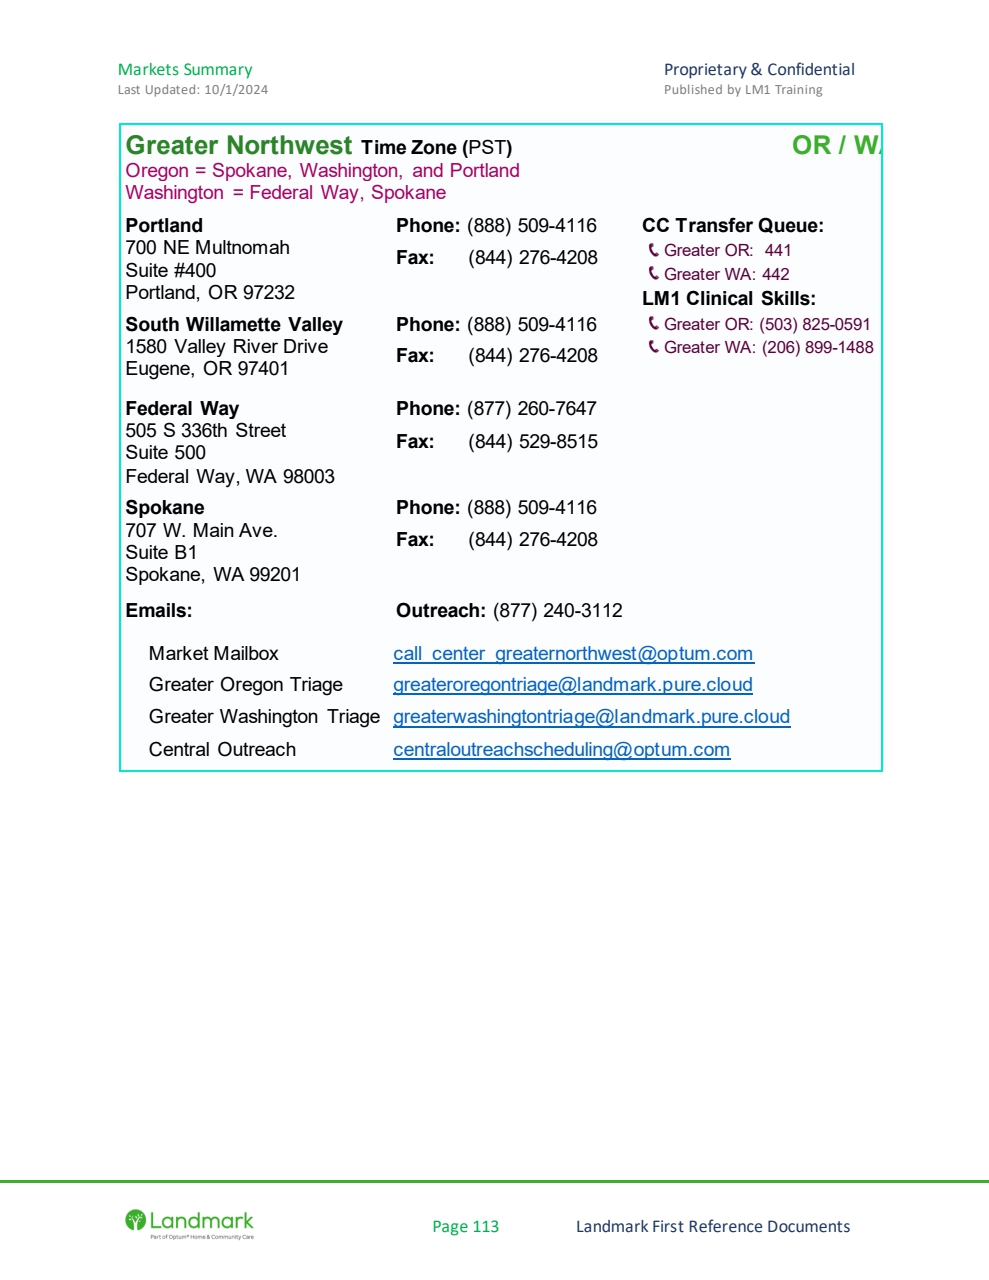 Markets Summary
Proprietary & Confidential
Last Updated: 10/1/2024
Published by LM1 Training
Greater Northwest Time Zone (PST)
OR / WA
Oregon = Spokane, Washington, and Portland
Washington = Federal Way, Spokane
Portland
700 NE Multnomah
Suite #400
Portland, OR 97232
Phone: (888) 509-4116
Fax: (844) 276-4208
CC Transfer Queue:
Greater OR: 441
Greater WA: 442
LM1 Clinical Skills:
Greater OR: (503) 825-0591
Greater WA: (206) 899-1488
South Willamette Valley
1580 Valley River Drive
Eugene, OR 97401
Phone: (888) 509-4116
Fax: (844) 276-4208
Federal Way
505 S 336th Street
Suite 500
Federal Way, WA 98003
Phone: (877) 260-7647
Fax: (844) 529-8515
Spokane
707 W. Main Ave.
Suite B1
Spokane, WA 99201
Phone: (888) 509-4116
Fax: (844) 276-4208
Emails:
Outreach: (877) 240-3112
Market Mailbox call_center_greaternorthwest@optum.com
Greater Oregon Triage greateroregontriage@landmark.pure.cloud
Greater Washington Triage greaterwashingtontriage@landmark.pure.cloud
Central Outreach centraloutreachscheduling@optum.com
Landmark
Part of Optum® Home & Community Care
Page 113
Landmark First Reference Documents